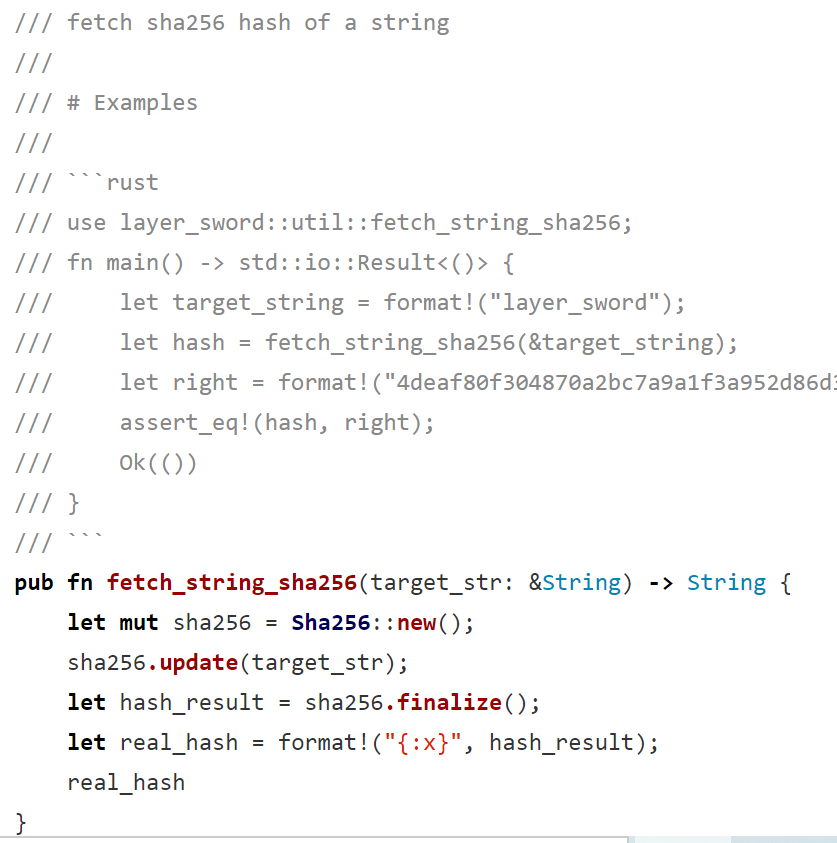 /// fetch sha256 hash of a string
///
/// # Examples
///
/// ```rust
/// use layer_sword::util::fetch_string_sha256;
/// fn main() -> std::io::Result<()> {
///     let target_string = format!("layer_sword");
///     let hash = fetch_string_sha256(&target_string);
///     let right = format!("4deaf80f304870a2bc7a9a1f3a952d86d
///     assert_eq!(hash, right);
///     Ok(())
/// }
/// ```
pub fn fetch_string_sha256(target_str: &String) -> String {
    let mut sha256 = Sha256::new();
    sha256.update(target_str);
    let hash_result = sha256.finalize();
    let real_hash = format!("{:x}", hash_result);
    real_hash
}